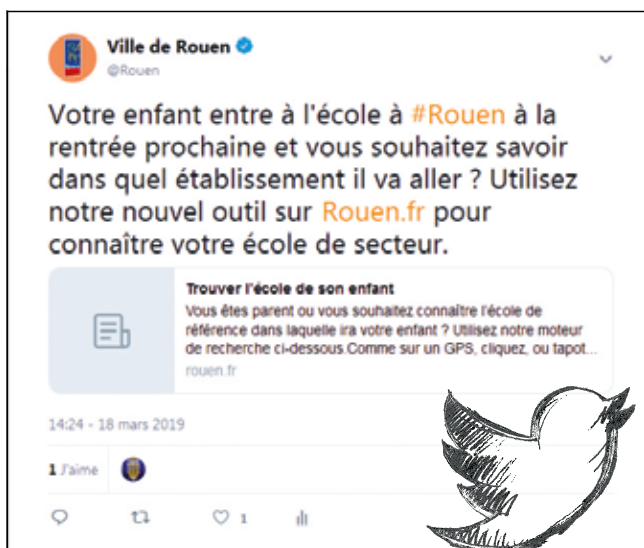 Ville de Rouen
@Rouen
Votre enfant entre à l'école à #Rouen à la
rentrée prochaine et vous souhaitez savoir
dans quel établissement il va aller ? Utilisez
notre nouvel outil sur Rouen.fr pour
connaître votre école de secteur.
Trouver l'école de son enfant
Vous êtes parent ou vous souhaitez connaître l'école de
référence dans laquelle ira votre enfant ? Utilisez notre moteur
de recherche ci-dessous.Comme sur un GPS, cliquez, ou tapot...
rouen.fr
14:24 - 18 mars 2019
1 J'aime
1